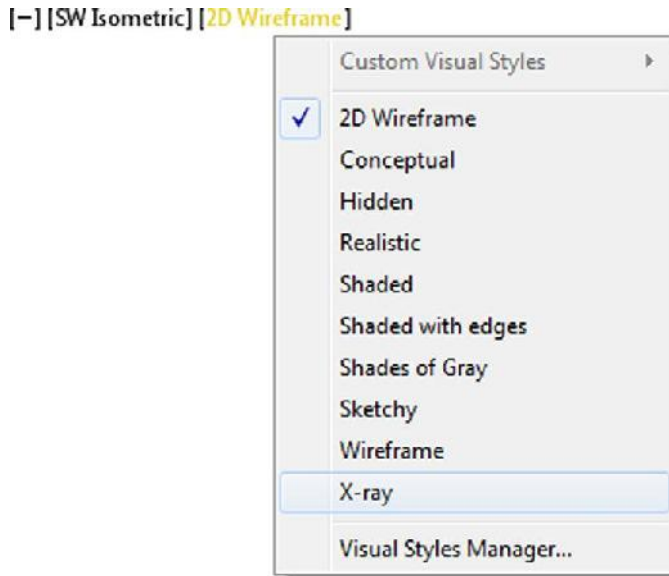 [−] [SW Isometric] [2D Wireframe]
Custom Visual Styles
2D Wireframe
Conceptual
Hidden
Realistic
Shaded
Shaded with edges
Shades of Gray
Sketchy
Wireframe
X-ray
Visual Styles Manager...